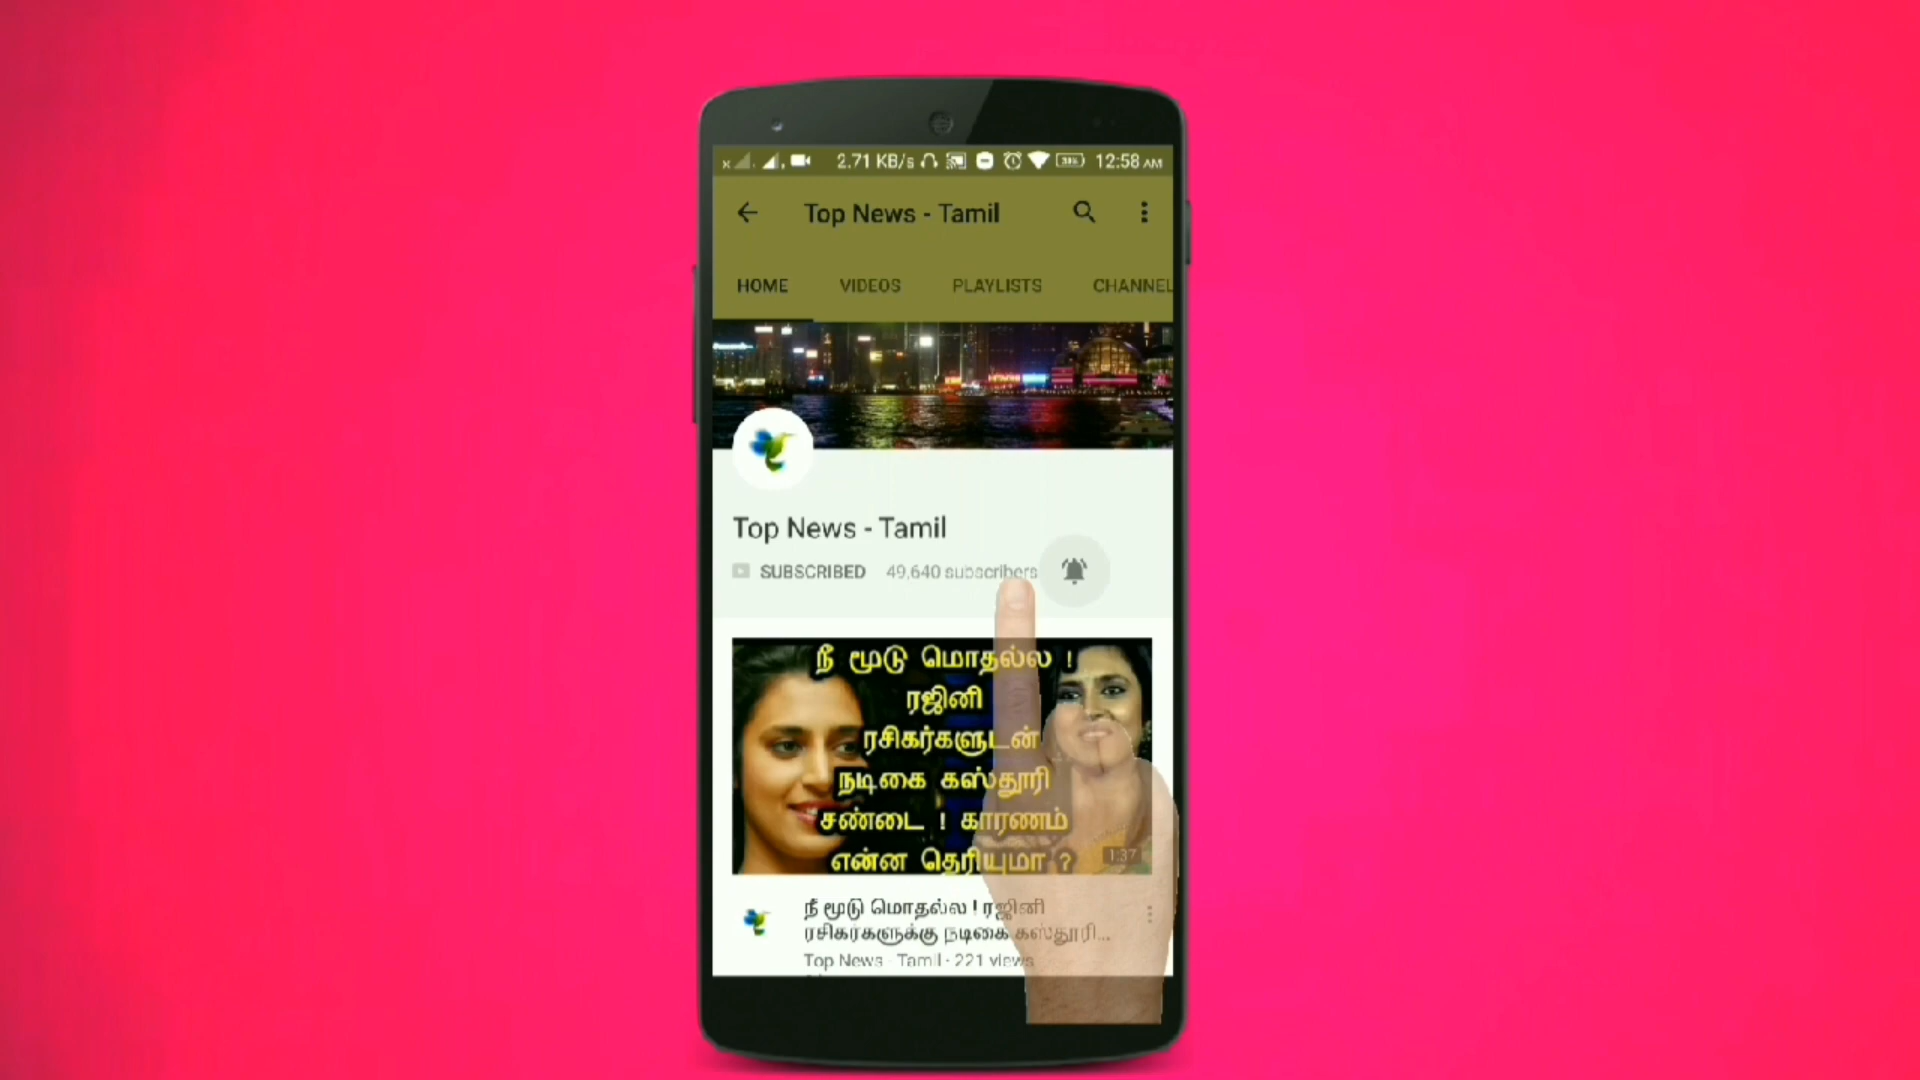 2.71 KB/s 12:58 AM
Top News - Tamil
HOME VIDEOS PLAYLISTS CHANNEL
Top News - Tamil
SUBSCRIBED 49,640 subscribers
நீ மூடு மொதல்ல !
ரஜினி
ரசிகர்களுடன்
நடிகை கஸ்தூரி
சண்டை ! காரணம்
என்ன தெரியுமா ?
1:37
நீ மூடு மொதல்ல ! ரஜினி
ரசிகர்களுக்கு நடிகை கஸ்தூரி...
Top News - Tamil · 221 views